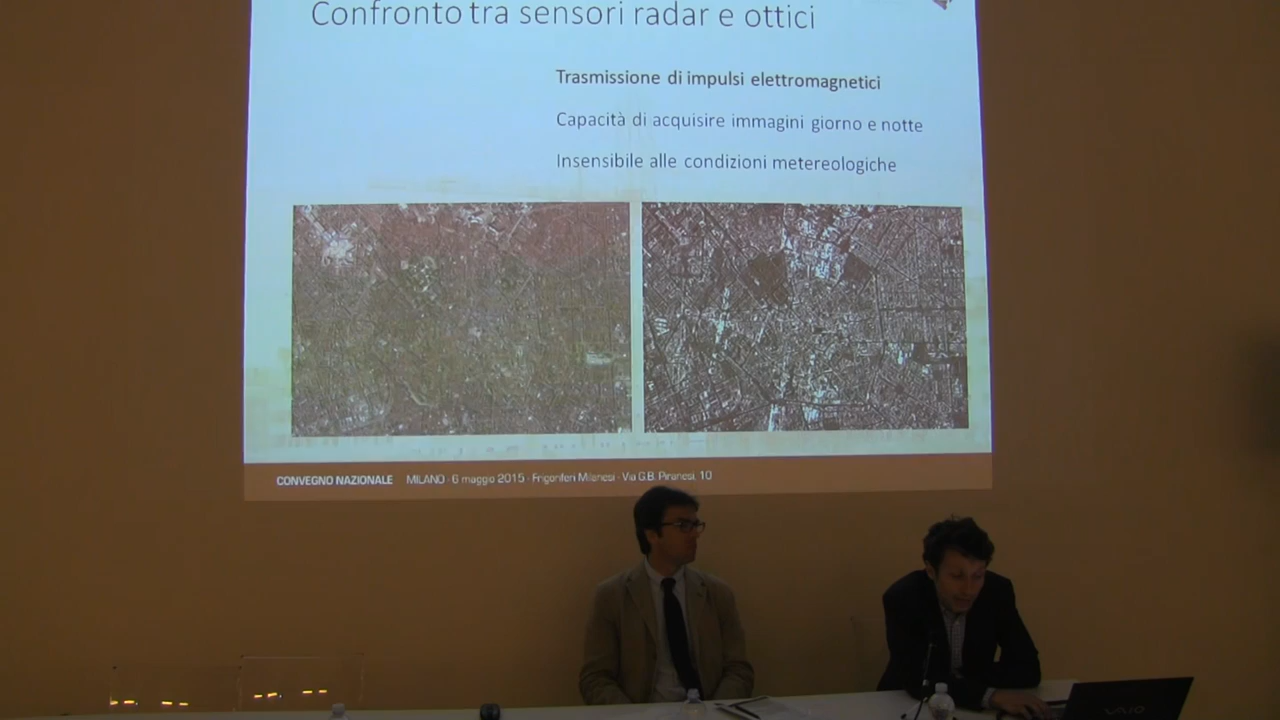 Confronto tra sensori radar e ottici
Trasmissione di impulsi elettromagnetici
Capacità di acquisire immagini giorno e notte
Insensibile alle condizioni metereologiche
CONVEGNO NAZIONALE MILANO - 6 maggio 2015 - Frigoriferi Milanesi - Via G.B. Piranesi, 10
VAIO